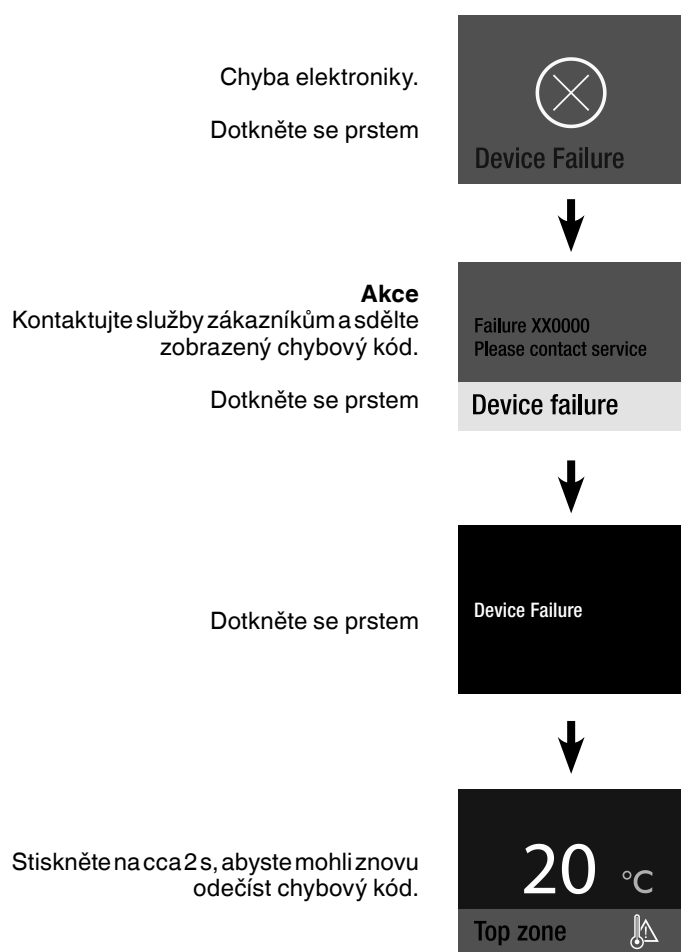 Chyba elektroniky.
Dotkněte se prstem
Device Failure
Akce
Kontaktujte služby zákazníkům a sdělte
zobrazený chybový kód.
Dotkněte se prstem
Failure XX0000
Please contact service
Device failure
Dotkněte se prstem
Device Failure
Stiskněte na cca 2 s, abyste mohli znovu
odečíst chybový kód.
20 °C
Top zone